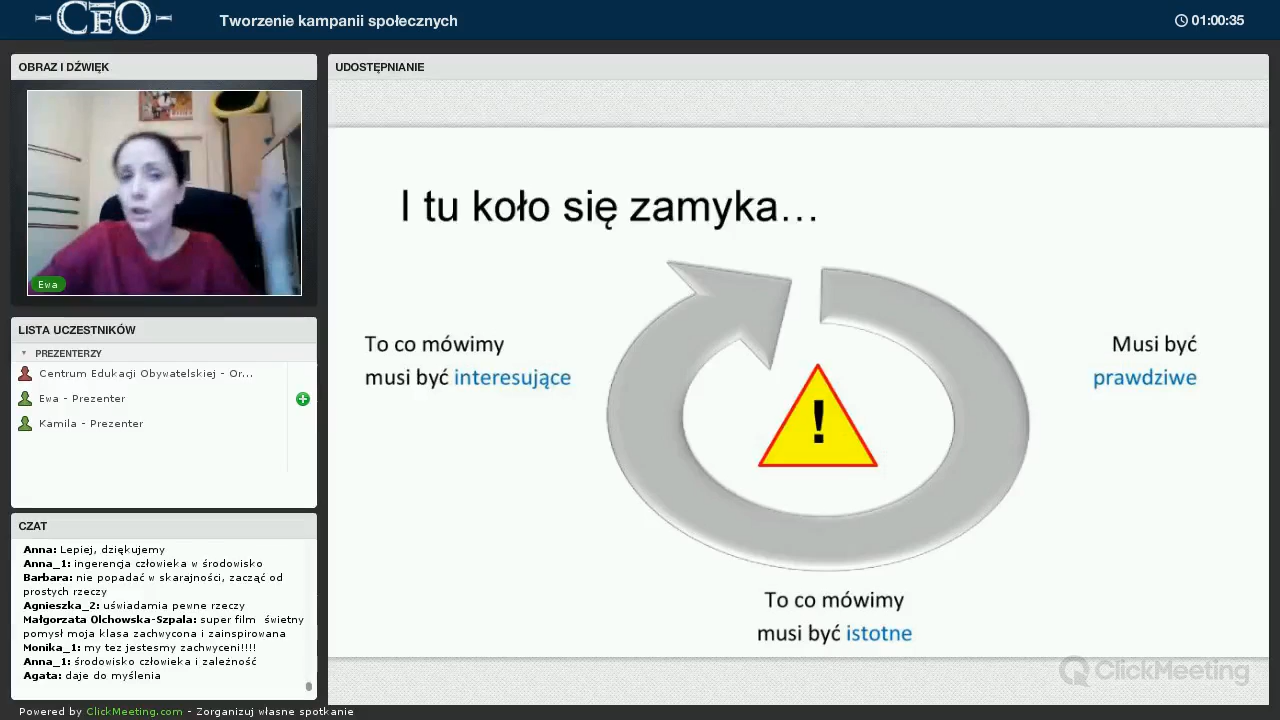 CEO
Tworzenie kampanii społecznych
01:00:35
OBRAZ I DŹWIĘK
Ewa
LISTA UCZESTNIKÓW
PREZENTERZY
Centrum Edukacji Obywatelskiej - Or...
Ewa - Prezenter
Kamila - Prezenter
CZAT
Anna: Lepiej, dziękujemy
Anna_1: ingerencja człowieka w środowisko
Barbara: nie popadać w skarajności, zacząć od
prostych rzeczy
Agnieszka_2: uświadamia pewne rzeczy
Małgorzata Olchowska-Szpala: super film świetny
pomysł moja klasa zachwycona i zainspirowana
Monika_1: my tez jestesmy zachwyceni!!!!
Anna_1: środowisko człowieka i zależność
Agata: daje do myślenia
UDOSTĘPNIANIE
I tu koło się zamyka...
To co mówimy
musi być interesujące
Musi być
prawdziwe
!
To co mówimy
musi być istotne
ClickMeeting
Powered by ClickMeeting.com - Zorganizuj własne spotkanie